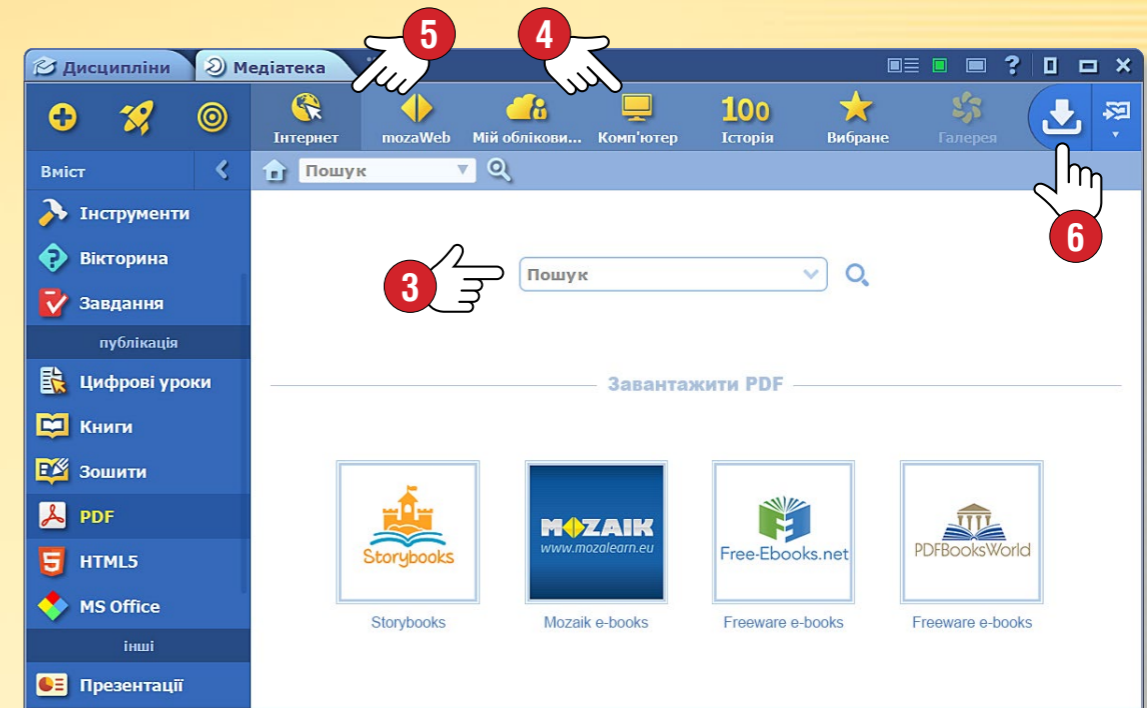 5
4
Дисципліни
Медіатека
?
Інтернет
mozaWeb
Мій облікови...
Комп'ютер
100
Історія
Вибране
Галерея
Вміст
Пошук
Інструменти
6
Вікторина
3
Пошук
Завдання
публікація
Цифрові уроки
Завантажити PDF
Книги
Зошити
PDF
HTML5
MS Office
інші
Презентації
Storybooks
MOZAIK
www.mozalearn.eu
Free-Ebooks.net
PDFBooksWorld
Storybooks
Mozaik e-books
Freeware e-books
Freeware e-books